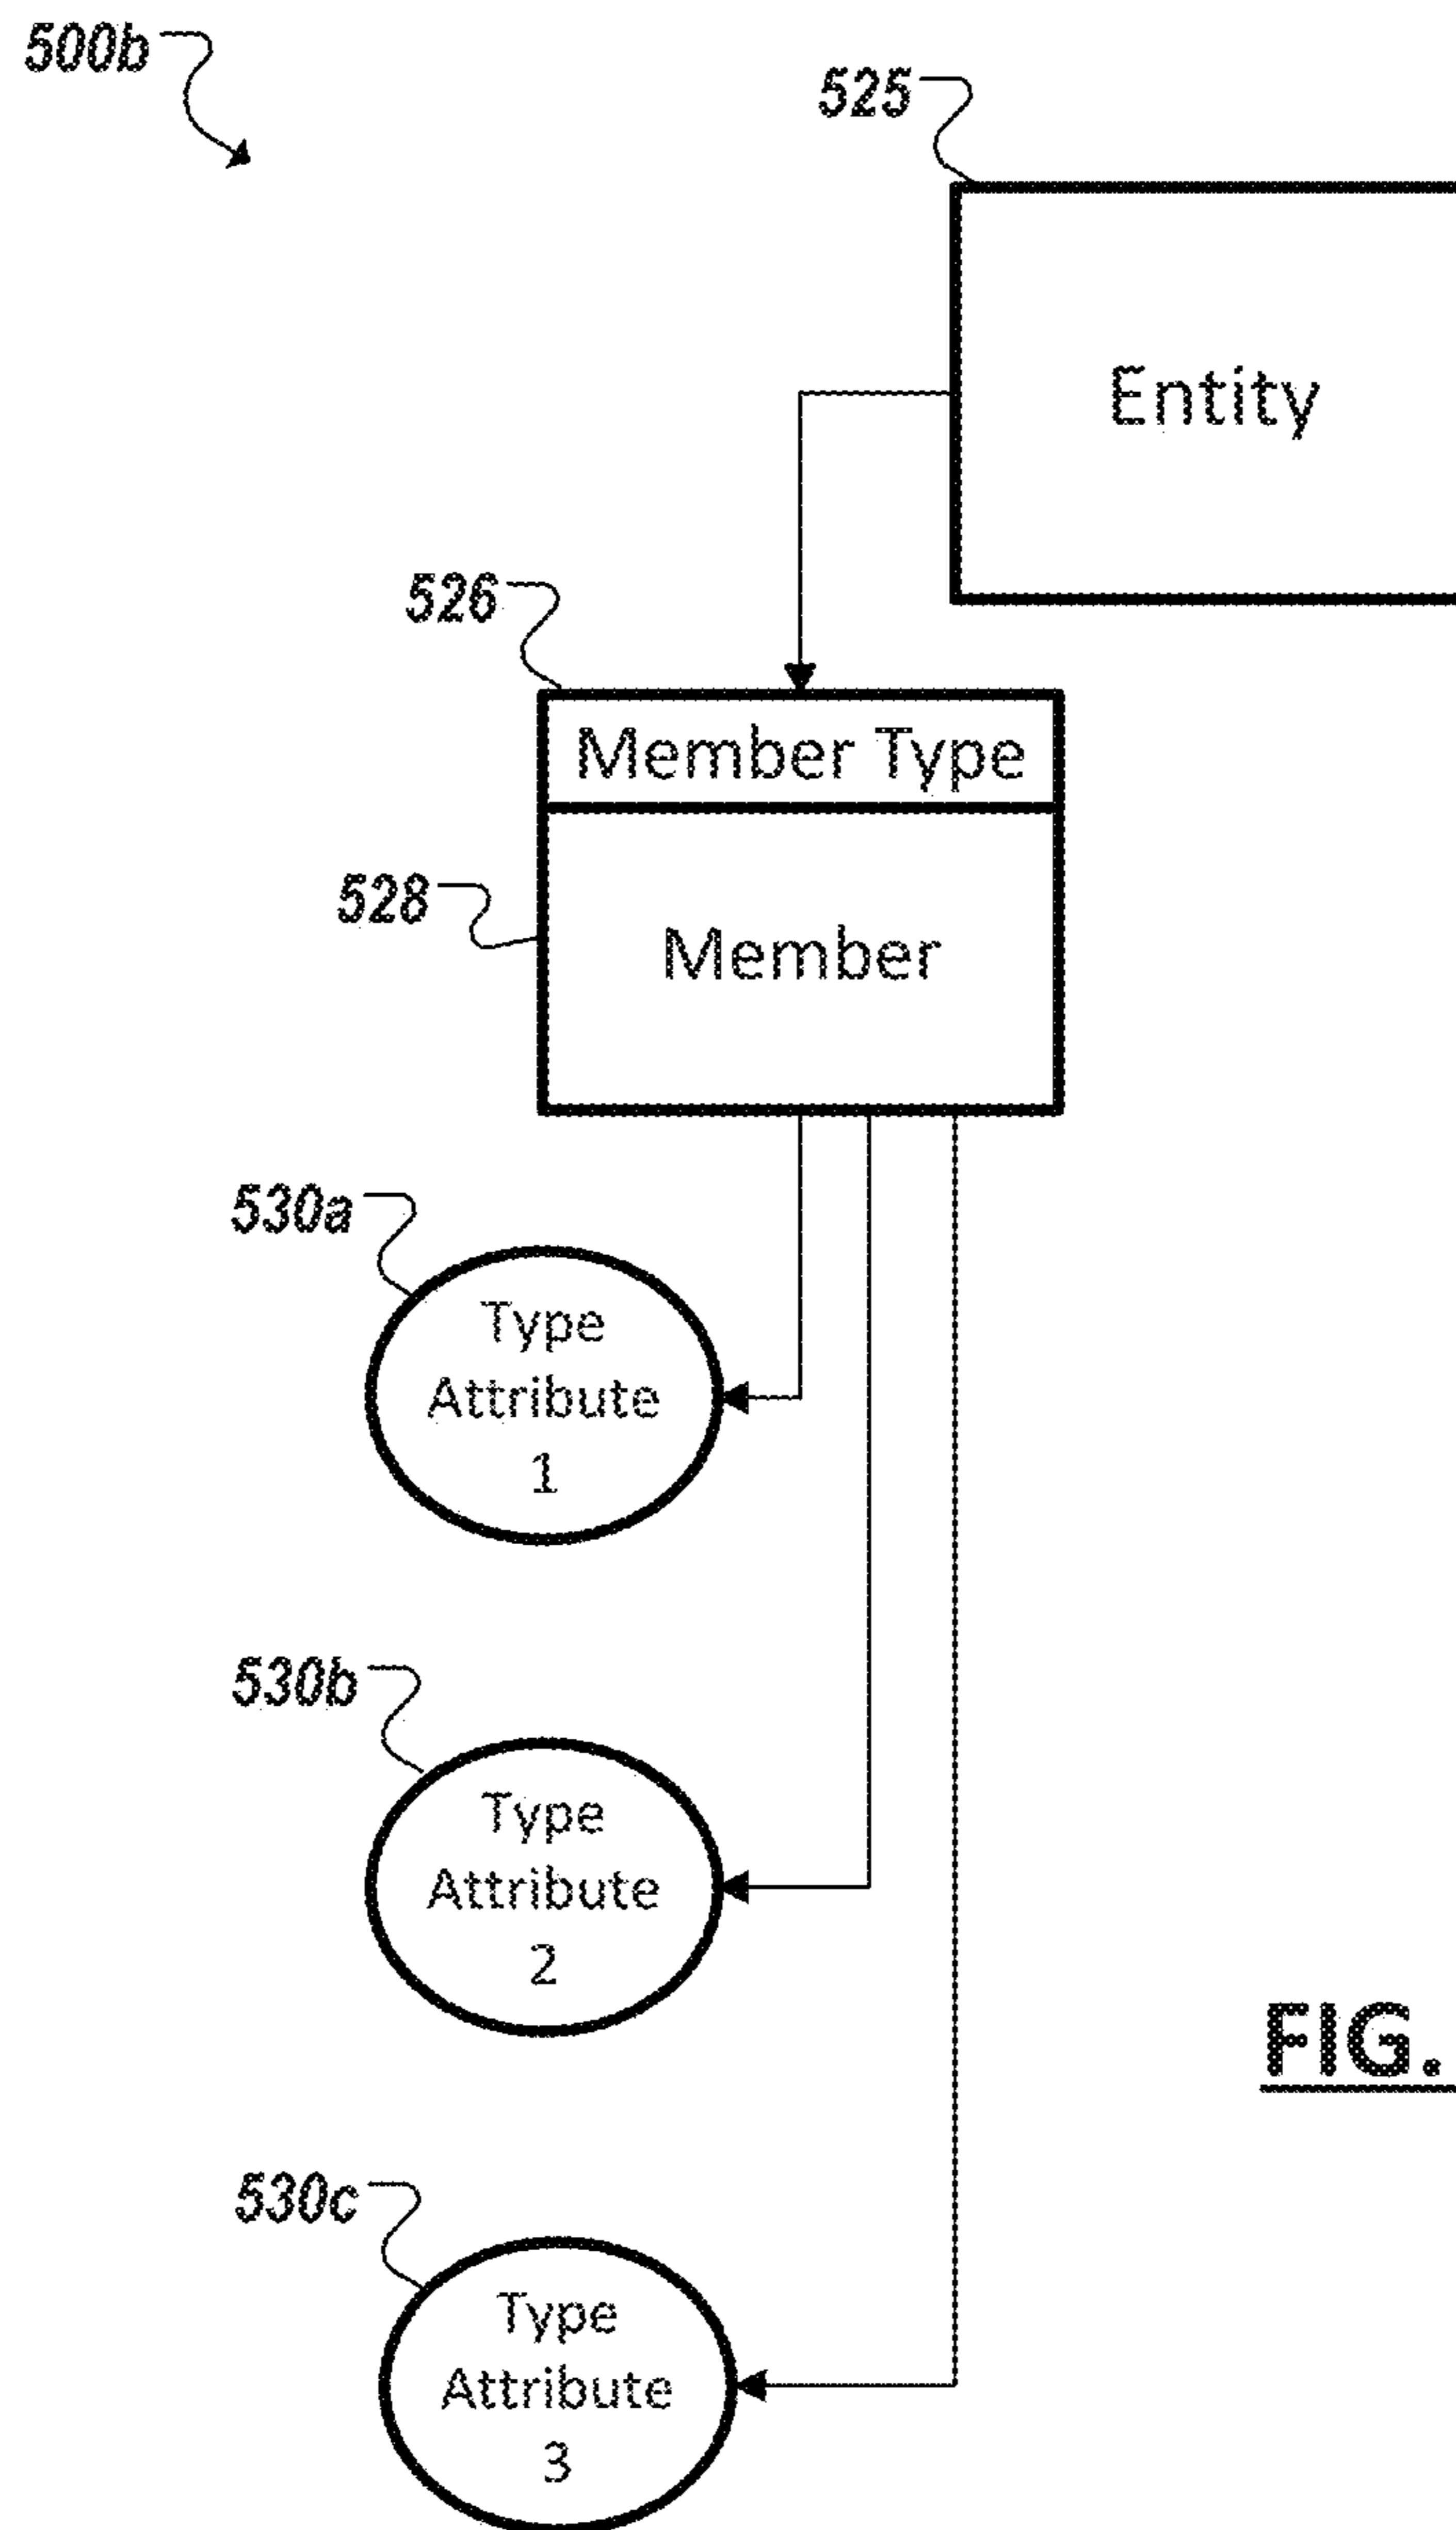 500b
525
Entity
526
Member Type
528
Member
530a
Type
Attribute
1
530b
Type
Attribute
2
FIG.
530c
Type
Attribute
3